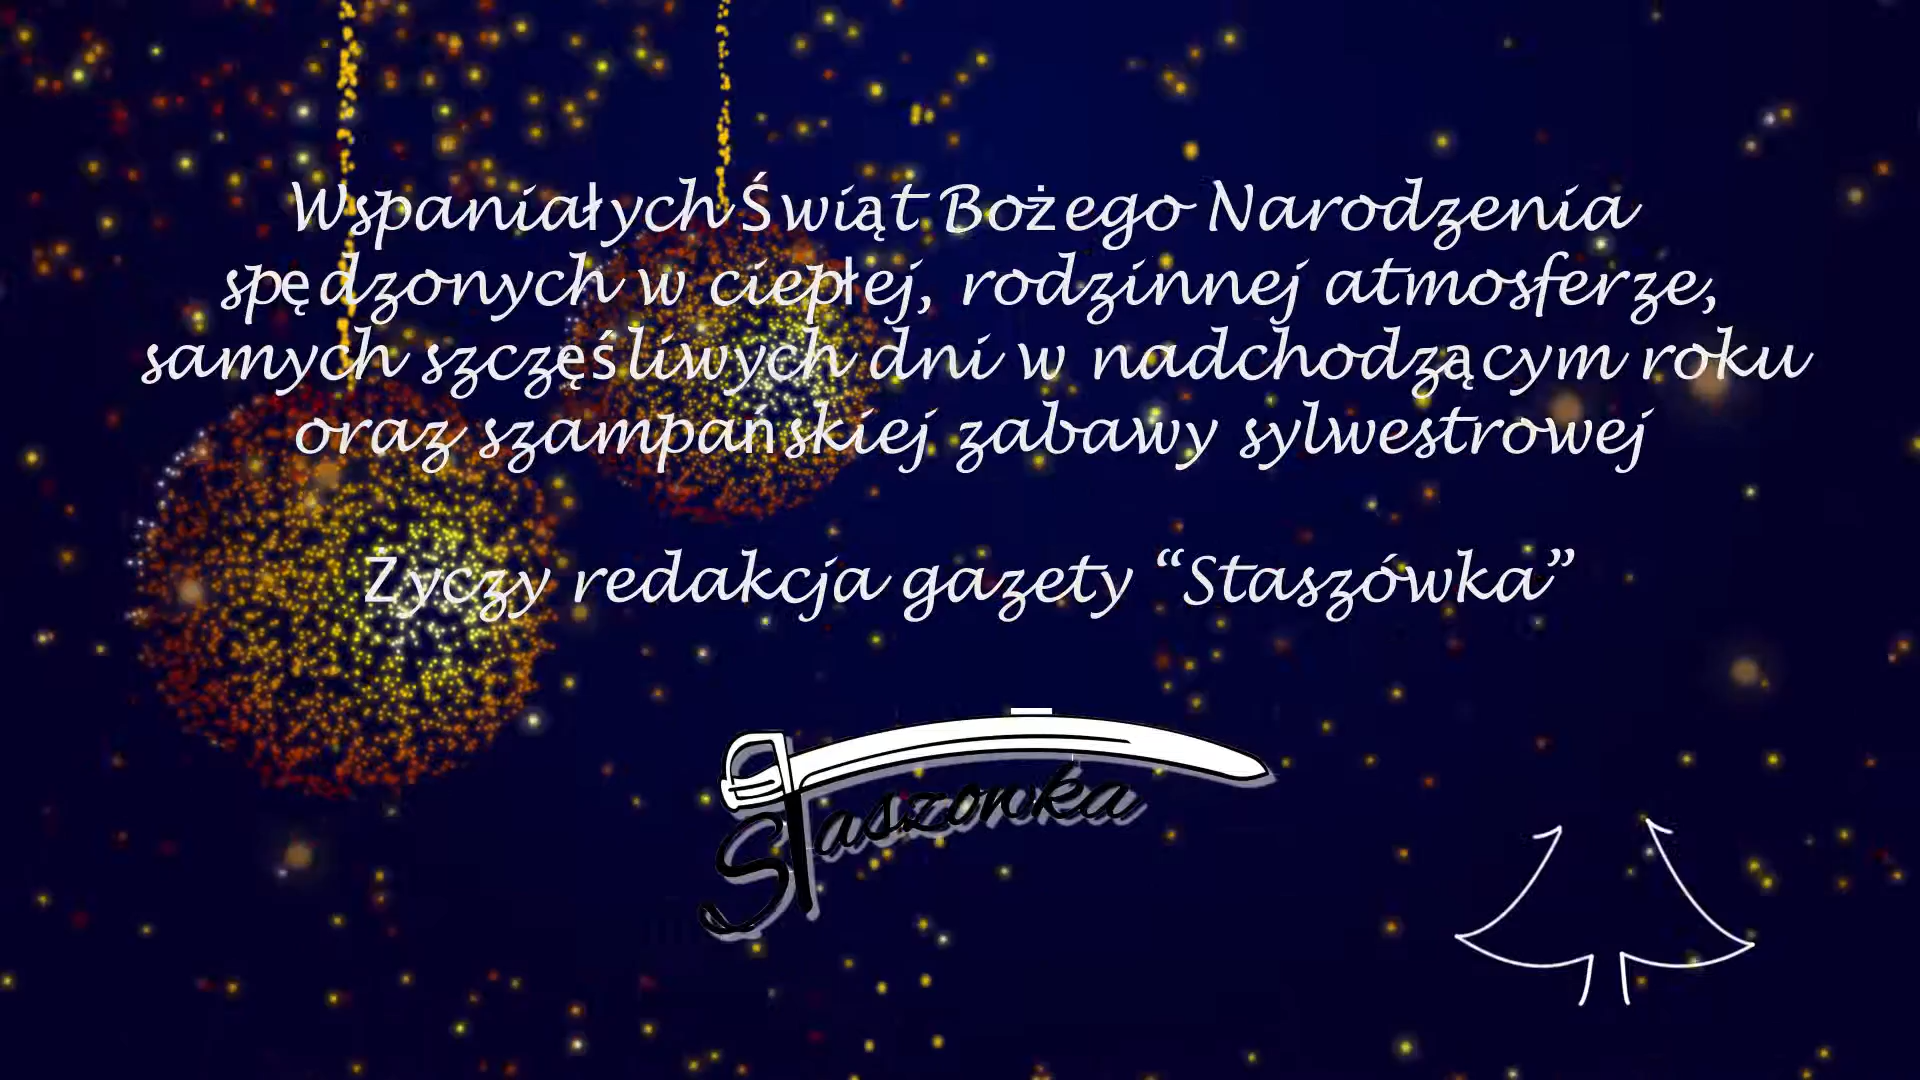 Wspaniałych Świąt Bożego Narodzenia
spędzonych w ciepłej, rodzinnej atmosferze,
samych szczęśliwych dni w nadchodzącym roku
oraz szampańskiej zabawy sylwestrowej
Życzy redakcja gazety “Staszówka”
Staszowka